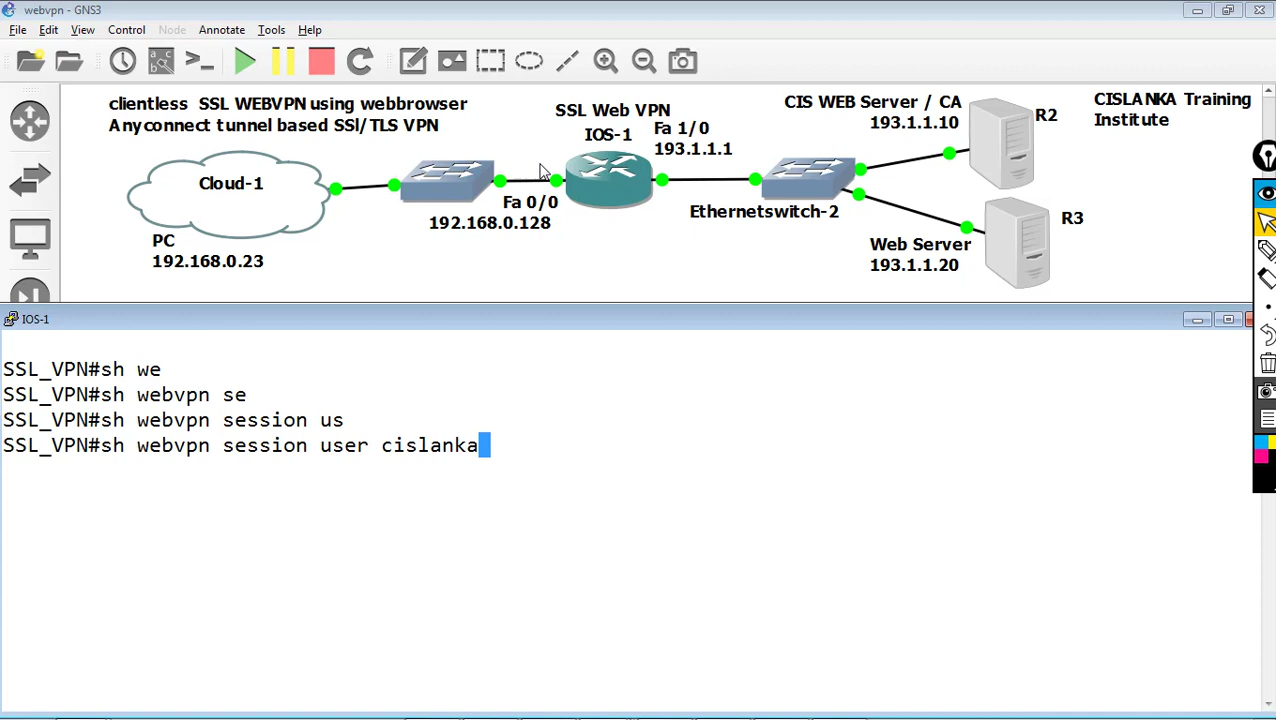 webvpn - GNS3
File Edit View Control Node Annotate Tools Help
clientless SSL WEBVPN using webbrowser
Anyconnect tunnel based SSl/TLS VPN
SSL Web VPN
IOS-1
Fa 1/0
193.1.1.1
CIS WEB Server / CA
193.1.1.10
R2
CISLANKA Training
Institute
Cloud-1
Fa 0/0
192.168.0.128
Ethernetswitch-2
PC
192.168.0.23
Web Server
193.1.1.20
R3
IOS-1
SSL_VPN#sh we
SSL_VPN#sh webvpn se
SSL_VPN#sh webvpn session us
SSL_VPN#sh webvpn session user cislanka